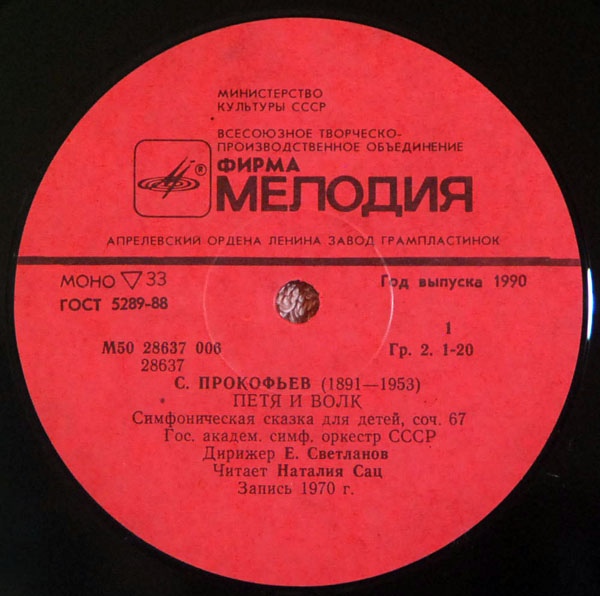 МИНИСТЕРСТВО
КУЛЬТУРЫ СССР
ВСЕСОЮЗНОЕ ТВОРЧЕСКО-
ПРОИЗВОДСТВЕННОЕ ОБЪЕДИНЕНИЕ
ФИРМА
®
МЕЛОДИЯ
АПРЕЛЕВСКИЙ ОРДЕНА ЛЕНИНА ЗАВОД ГРАМПЛАСТИНОК
МОНО ▽ 33
Год выпуска 1990
ГОСТ 5289-88
1
М50 28637 006
Гр. 2. 1-20
28637
С. ПРОКОФЬЕВ (1891—1953)
ПЕТЯ И ВОЛК
Симфоническая сказка для детей, соч. 67
Гос. академ. симф. оркестр СССР
Дирижер Е. Светланов
Читает Наталия Сац
Запись 1970 г.